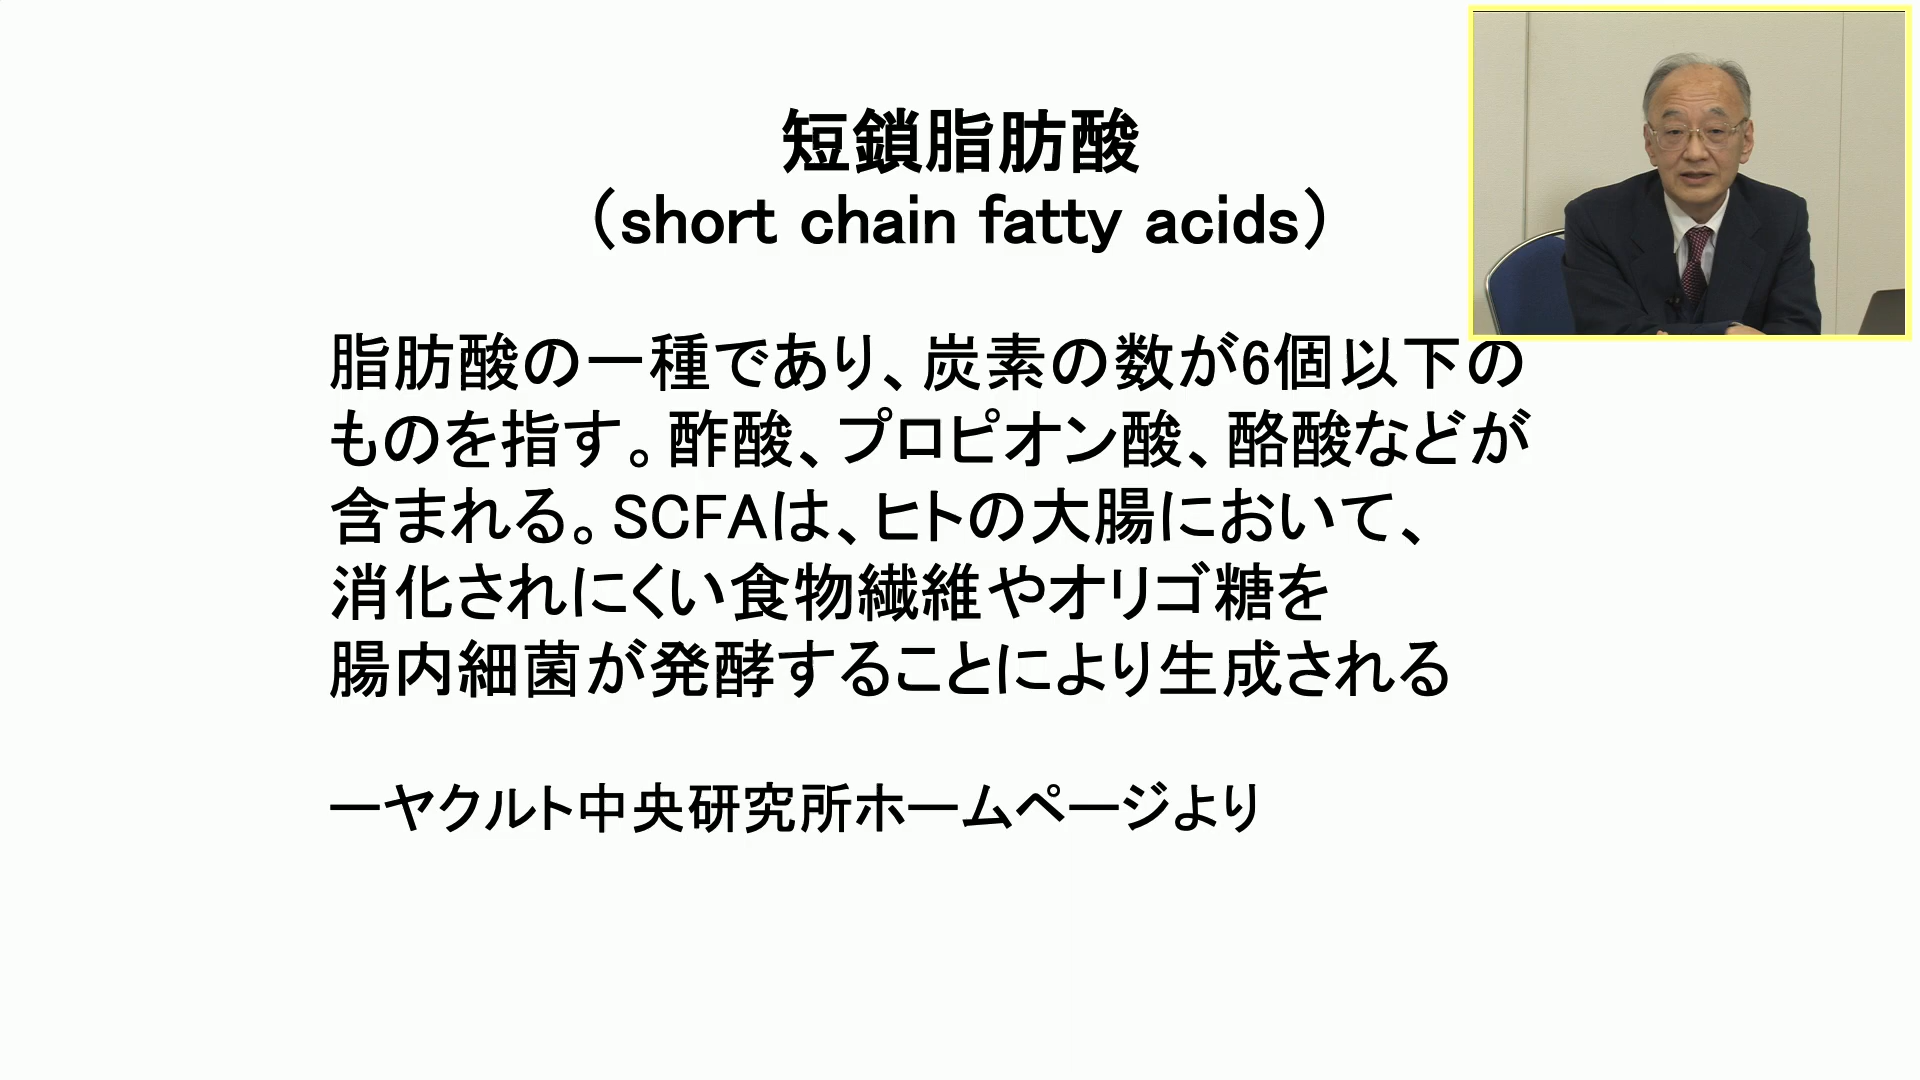 短鎖脂肪酸
（short chain fatty acids）
脂肪酸の一種であり、炭素の数が6個以下の
ものを指す。酢酸、プロピオン酸、酪酸などが
含まれる。SCFAは、ヒトの大腸において、
消化されにくい食物繊維やオリゴ糖を
腸内細菌が発酵することにより生成される
―ヤクルト中央研究所ホームページより